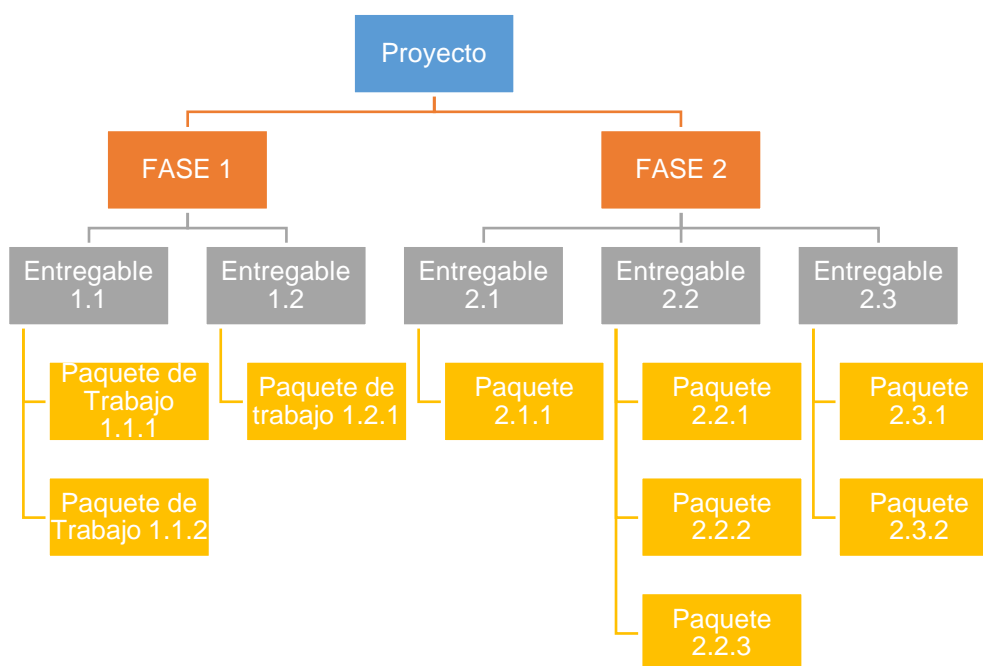 Proyecto
FASE 1
FASE 2
Entregable
1.1
Entregable
1.2
Entregable
2.1
Entregable
2.2
Entregable
2.3
Paquete de
Trabajo
1.1.1
Paquete de
trabajo 1.2.1
Paquete
2.1.1
Paquete
2.2.1
Paquete
2.3.1
Paquete de
Trabajo 1.1.2
Paquete
2.2.2
Paquete
2.3.2
Paquete
2.2.3